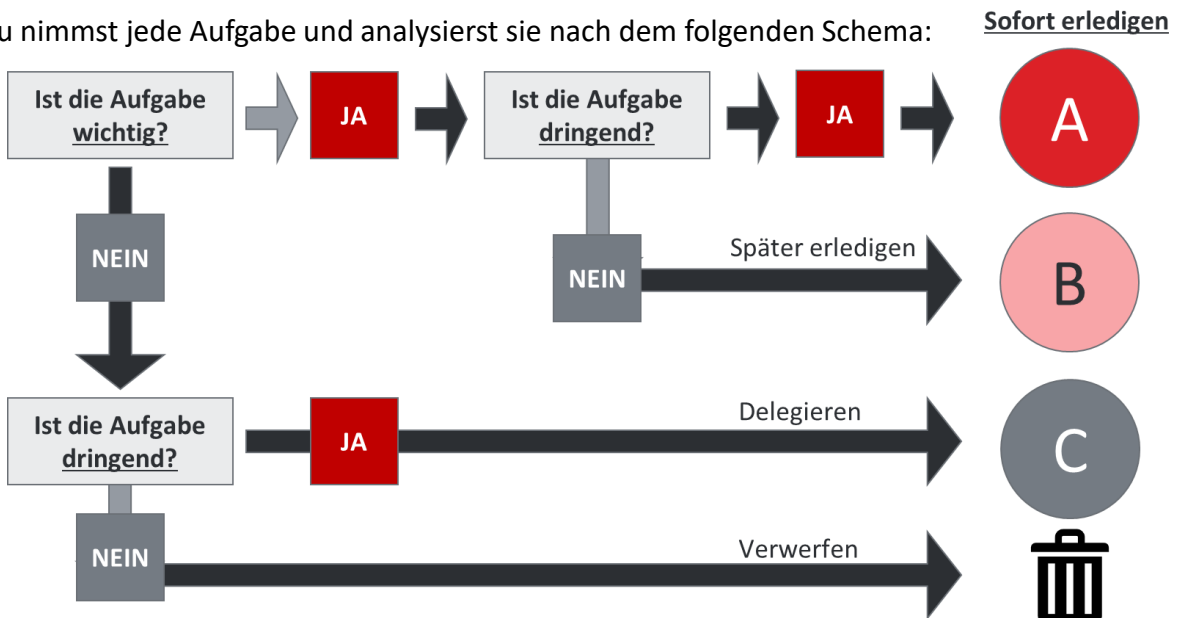 u nimmst jede Aufgabe und analysierst sie nach dem folgenden Schema:
Sofort erledigen
Ist die Aufgabe
wichtig?
JA
Ist die Aufgabe
dringend?
JA
A
NEIN
NEIN
Später erledigen
B
Ist die Aufgabe
dringend?
JA
Delegieren
C
NEIN
Verwerfen